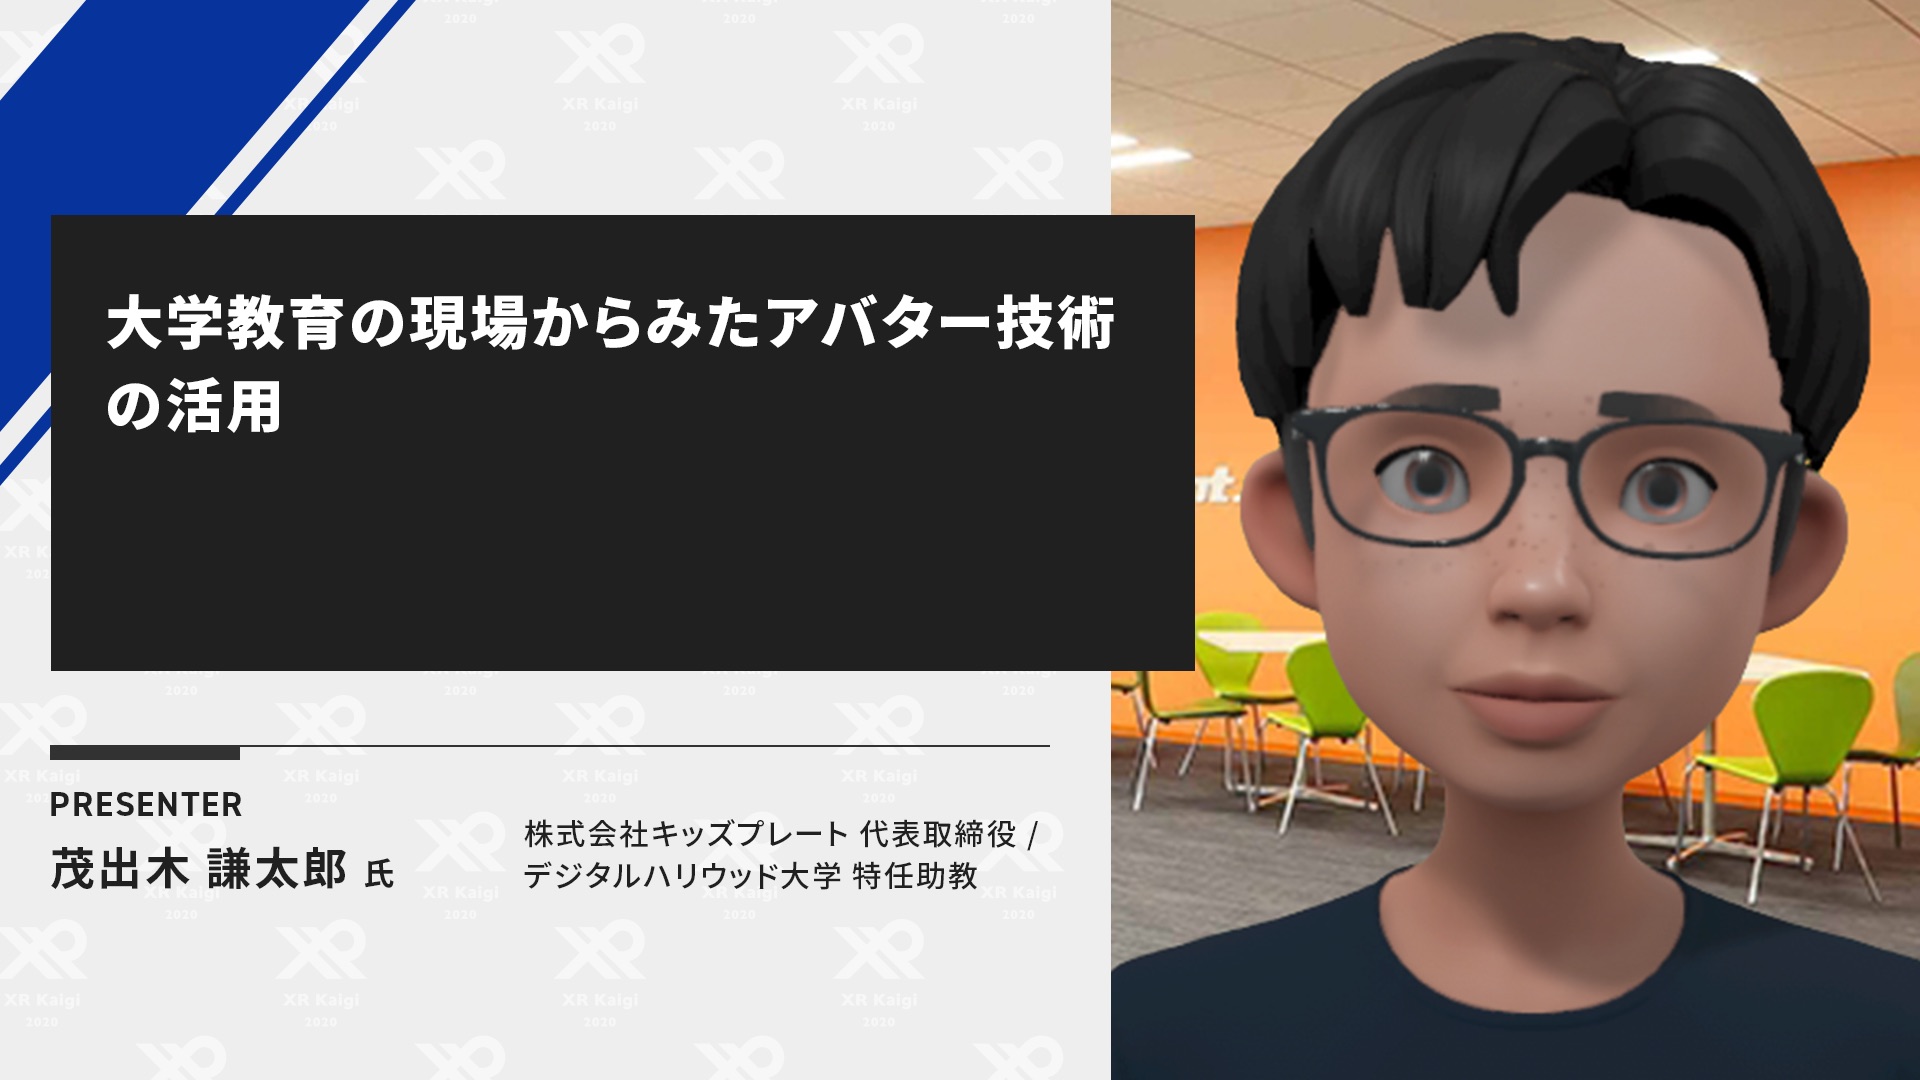 大学教育の現場からみたアバター技術
の活用
PRESENTER
茂出木 謙太郎 氏
株式会社キッズプレート 代表取締役 /
デジタルハリウッド大学 特任助教
XR Kaigi
2020